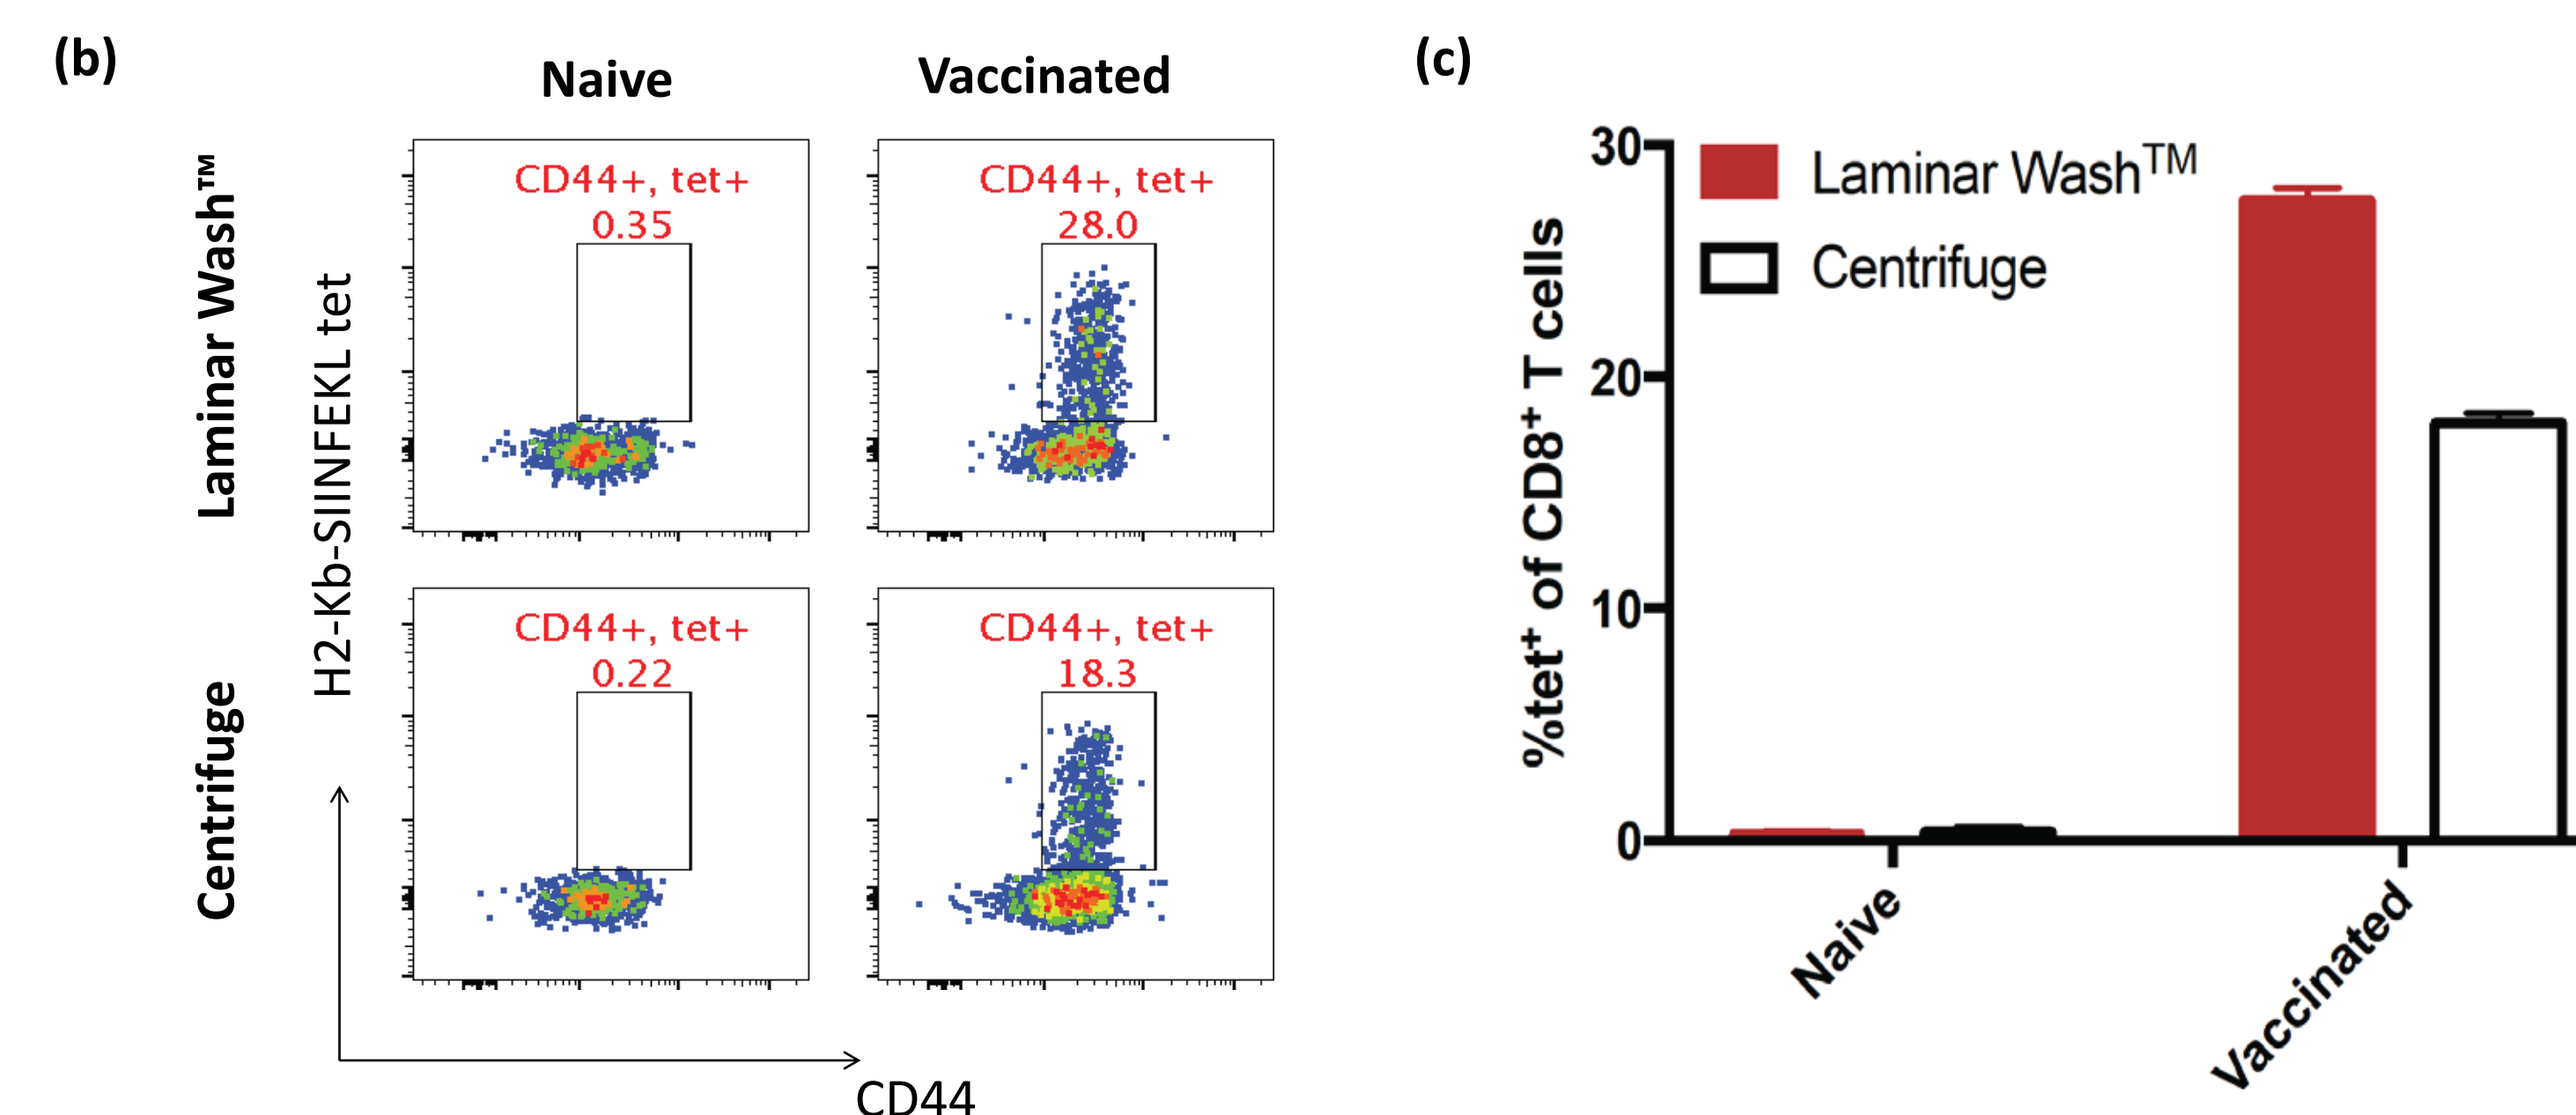 (b)
Naive
Vaccinated
Laminar Wash™
Centrifuge
H2-Kb-SIINFEKL tet
CD44+, tet+
0.35
CD44+, tet+
28.0
CD44+, tet+
0.22
CD44+, tet+
18.3
CD44
(c)
Laminar Wash™
Centrifuge
%tet⁺ of CD8⁺ T cells
30
20
10
0
Naive
Vaccinated